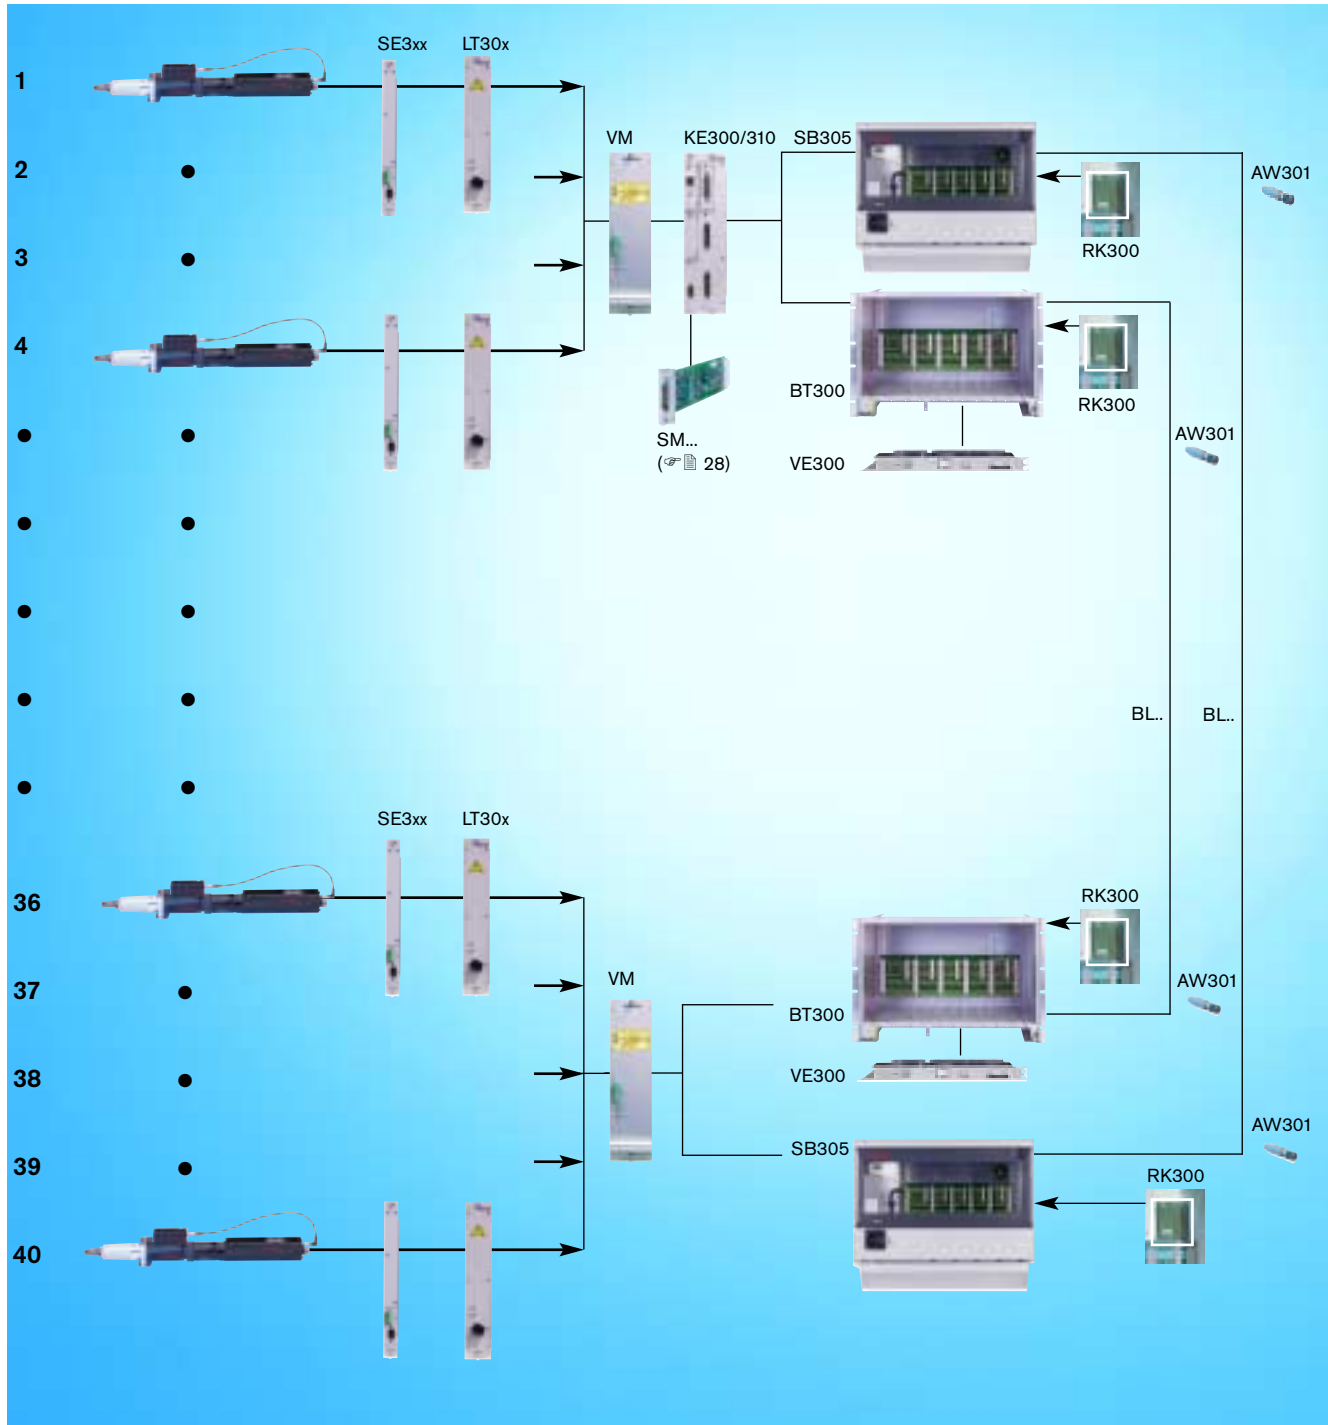 SE3xx LT30x
1
VM KE300/310 SB305
2
AW301
3
RK300
4
BT300
RK300
AW301
SM...
(☞ 28)
VE300
BL.. BL..
SE3xx LT30x
36
RK300
37
VM
AW301
BT300
38
VE300
AW301
39
SB305
RK300
40